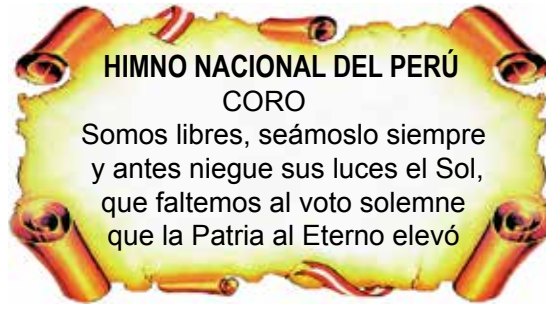 HIMNO NACIONAL DEL PERÚ
CORO
Somos libres, seámoslo siempre
y antes niegue sus luces el Sol,
que faltemos al voto solemne
que la Patria al Eterno elevó